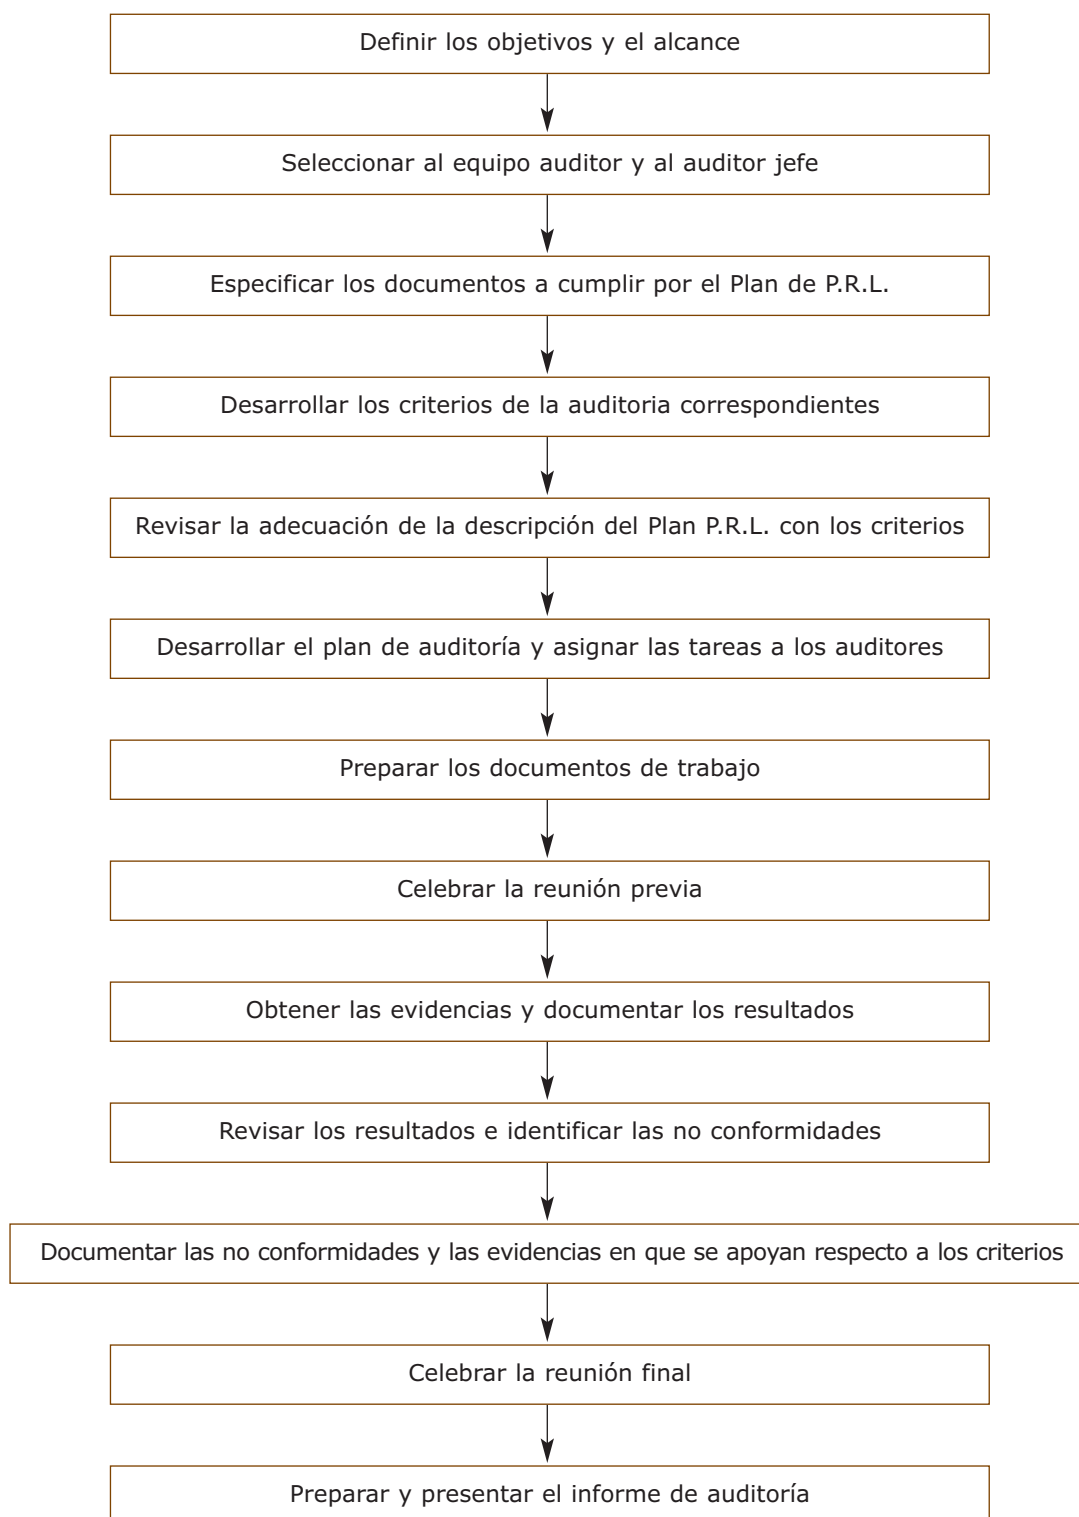 Definir los objetivos y el alcance
Seleccionar al equipo auditor y al auditor jefe
Especificar los documentos a cumplir por el Plan de P.R.L.
Desarrollar los criterios de la auditoria correspondientes
Revisar la adecuación de la descripción del Plan P.R.L. con los criterios
Desarrollar el plan de auditoría y asignar las tareas a los auditores
Preparar los documentos de trabajo
Celebrar la reunión previa
Obtener las evidencias y documentar los resultados
Revisar los resultados e identificar las no conformidades
Documentar las no conformidades y las evidencias en que se apoyan respecto a los criterios
Celebrar la reunión final
Preparar y presentar el informe de auditoría